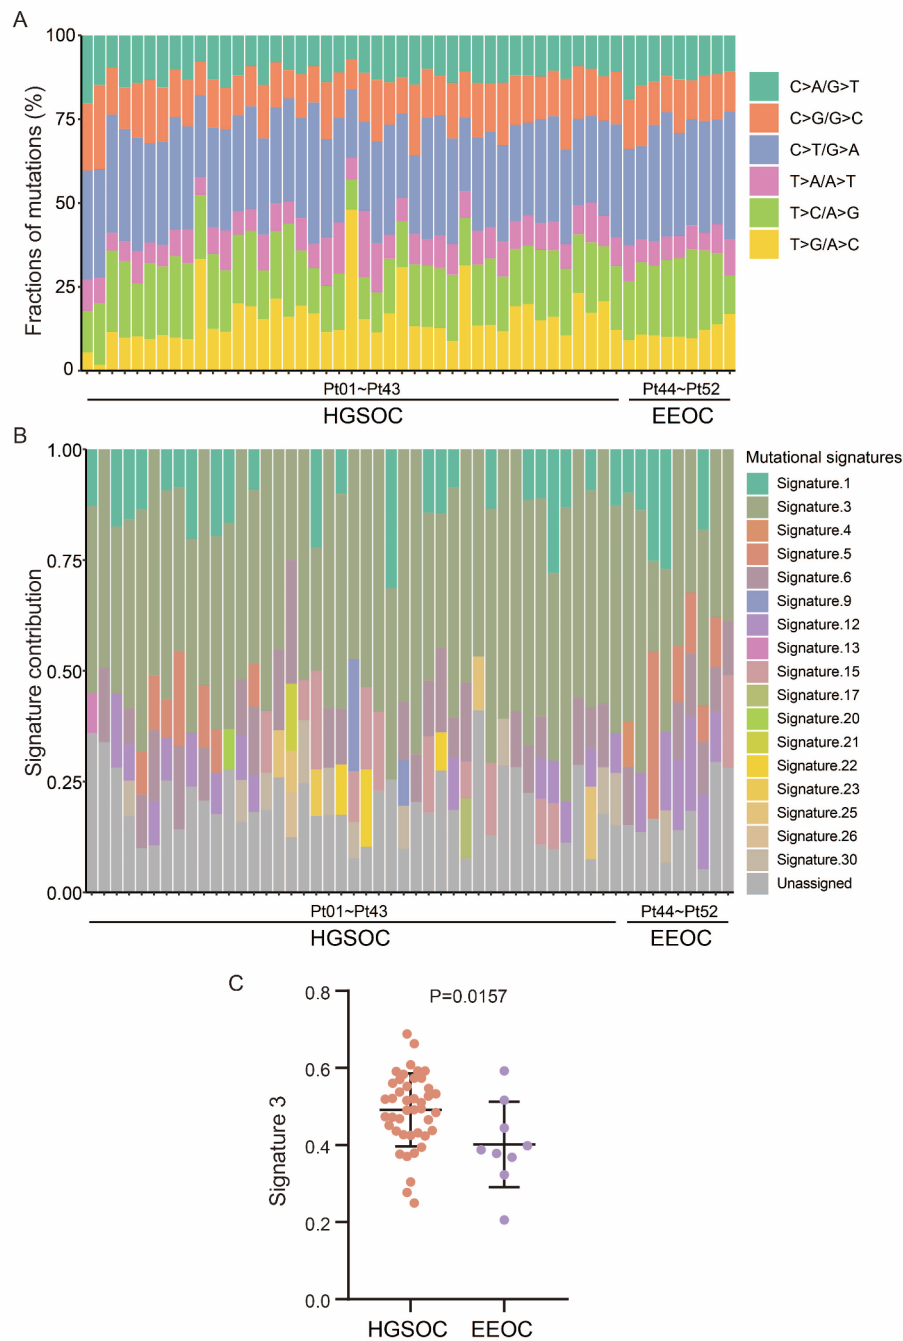 A
Fractions of mutations (%)
100
75
50
25
0
C>A/G>T
C>G/G>C
C>T/G>A
T>A/A>T
T>C/A>G
T>G/A>C
Pt01~Pt43
Pt44~Pt52
HGSOC
EEOC
B
Signature contribution
1.00
0.75
0.50
0.25
0.00
Mutational signatures
Signature.1
Signature.3
Signature.4
Signature.5
Signature.6
Signature.9
Signature.12
Signature.13
Signature.15
Signature.17
Signature.20
Signature.21
Signature.22
Signature.23
Signature.25
Signature.26
Signature.30
Unassigned
Pt01~Pt43
Pt44~Pt52
HGSOC
EEOC
C
P=0.0157
Signature 3
0.8
0.6
0.4
0.2
0.0
HGSOC
EEOC